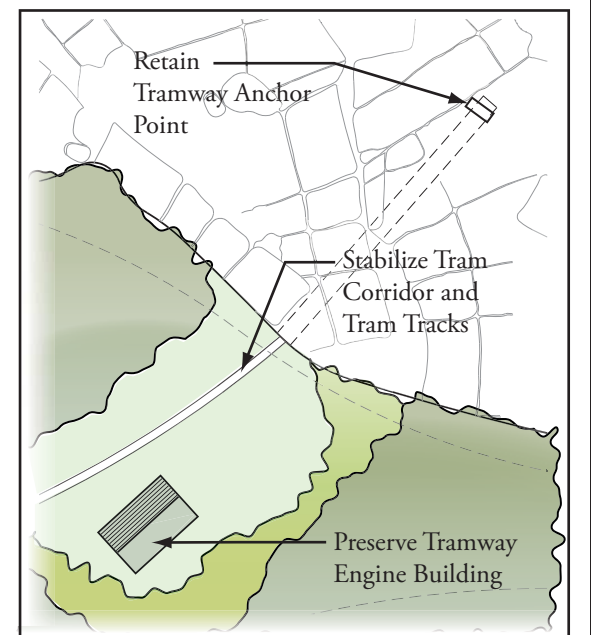 Retain
Tramway Anchor
Point
Stabilize Tram
Corridor and
Tram Tracks
Preserve Tramway
Engine Building